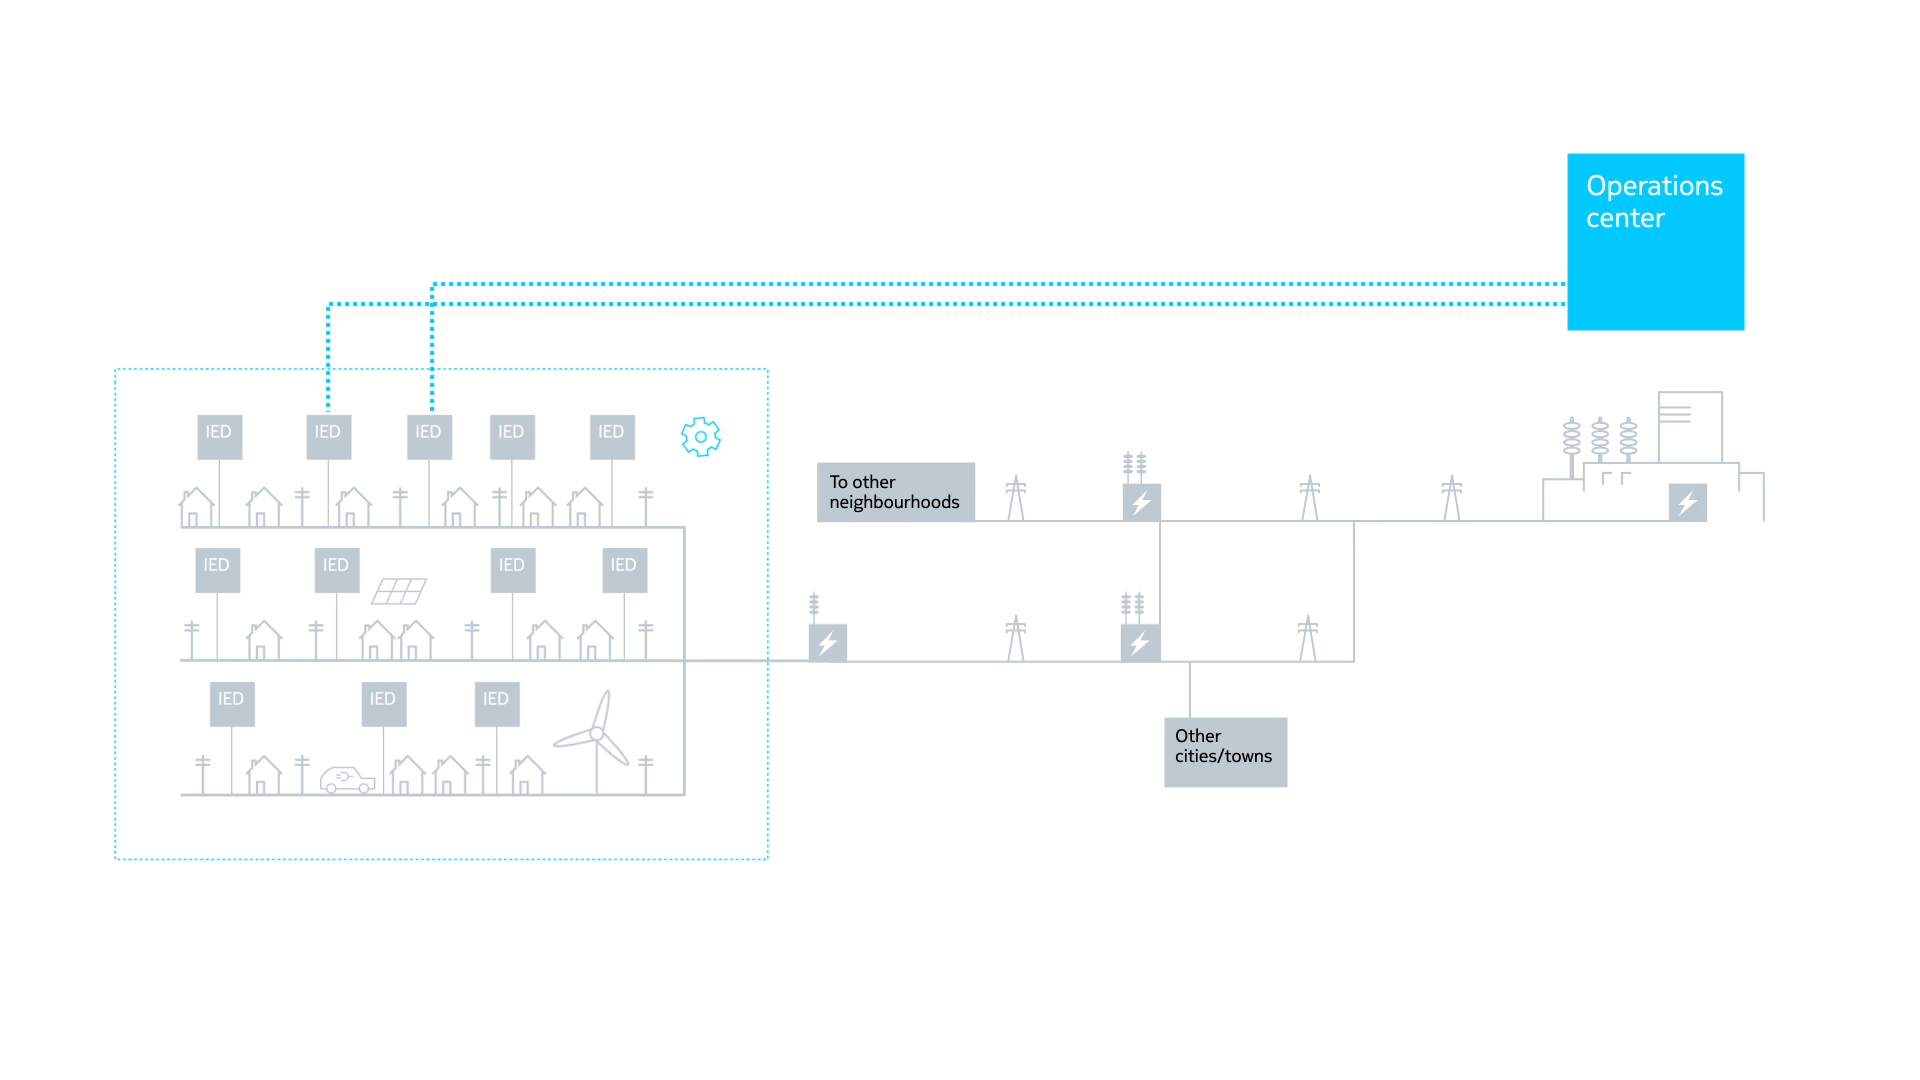 Operations
center
IED
IED
IED
IED
IED
To other
neighbourhoods
IED
IED
IED
IED
IED
IED
IED
Other
cities/towns